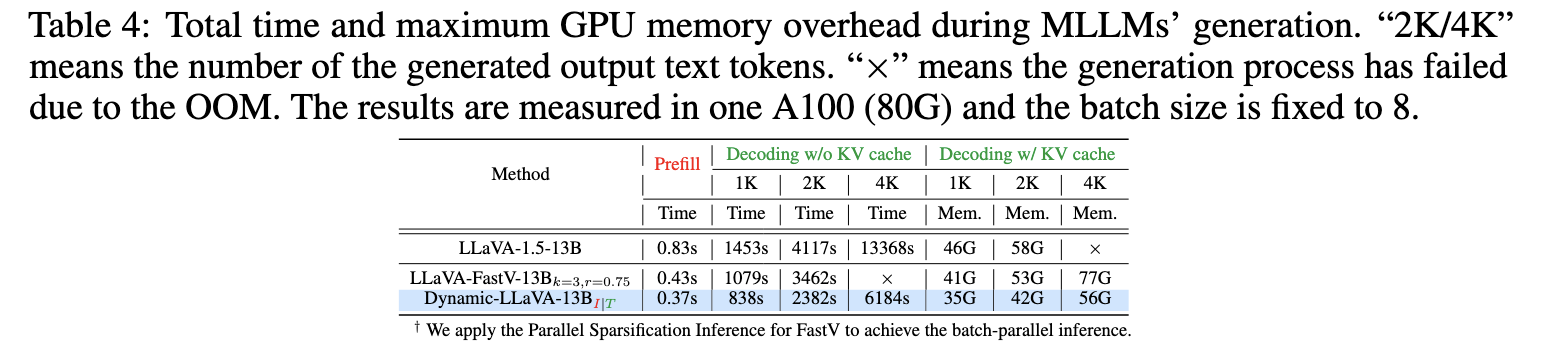 Table 4: Total time and maximum GPU memory overhead during MLLMs’ generation. “2K/4K”
means the number of the generated output text tokens. “×” means the generation process has failed
due to the OOM. The results are measured in one A100 (80G) and the batch size is fixed to 8.
Method | Prefill | Decoding w/o KV cache | Decoding w/ KV cache
1K | 2K | 4K | 1K | 2K | 4K
Time | Time | Time | Time | Mem. | Mem. | Mem.
LLaVA-1.5-13B | 0.83s | 1453s | 4117s | 13368s | 46G | 58G | ×
LLaVA-FastV-13Bk=3,r=0.75 | 0.43s | 1079s | 3462s | × | 41G | 53G | 77G
Dynamic-LLaVA-13BI|T | 0.37s | 838s | 2382s | 6184s | 35G | 42G | 56G
† We apply the Parallel Sparsification Inference for FastV to achieve the batch-parallel inference.